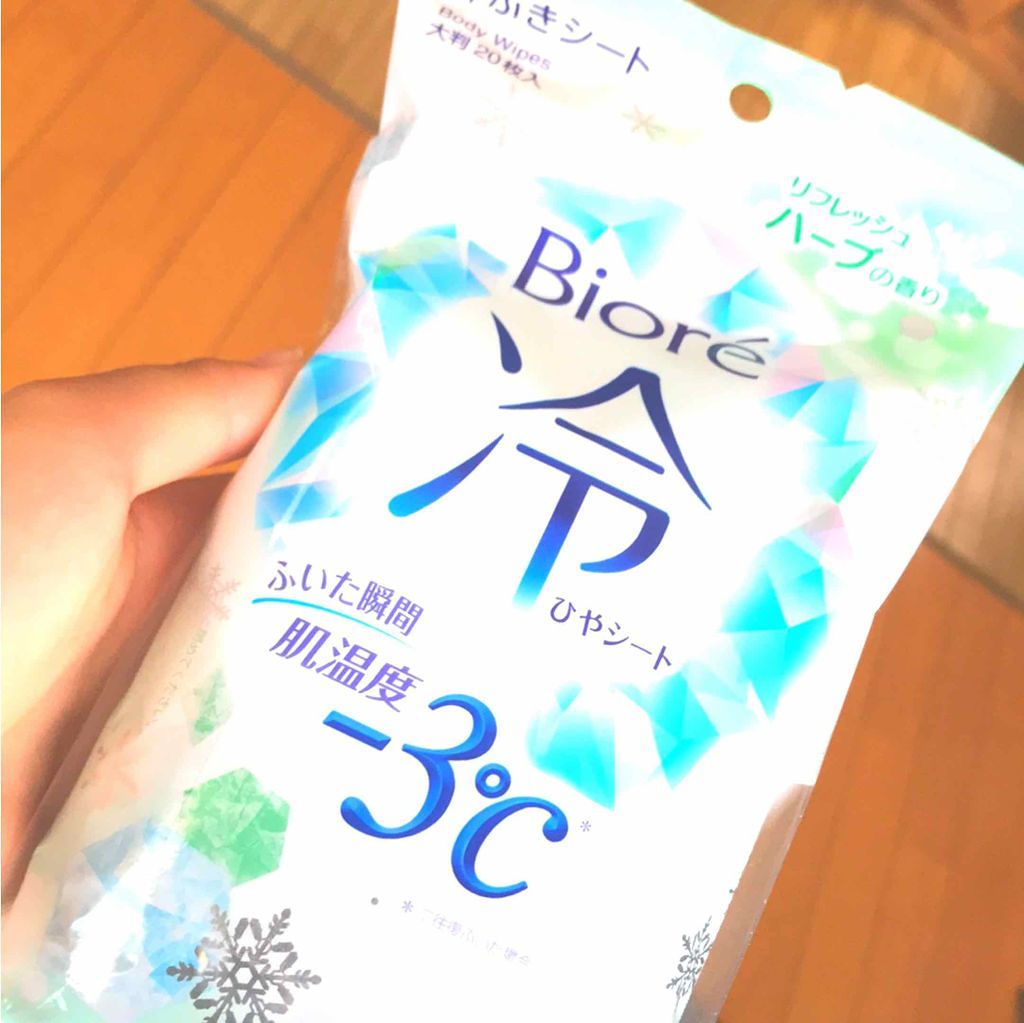 ふきシート
Body Wipes
大判 20枚入
リフレッシュ
ハーブの香り
Bioré
冷
ひやシート
ふいた瞬間
肌温度
-3℃*